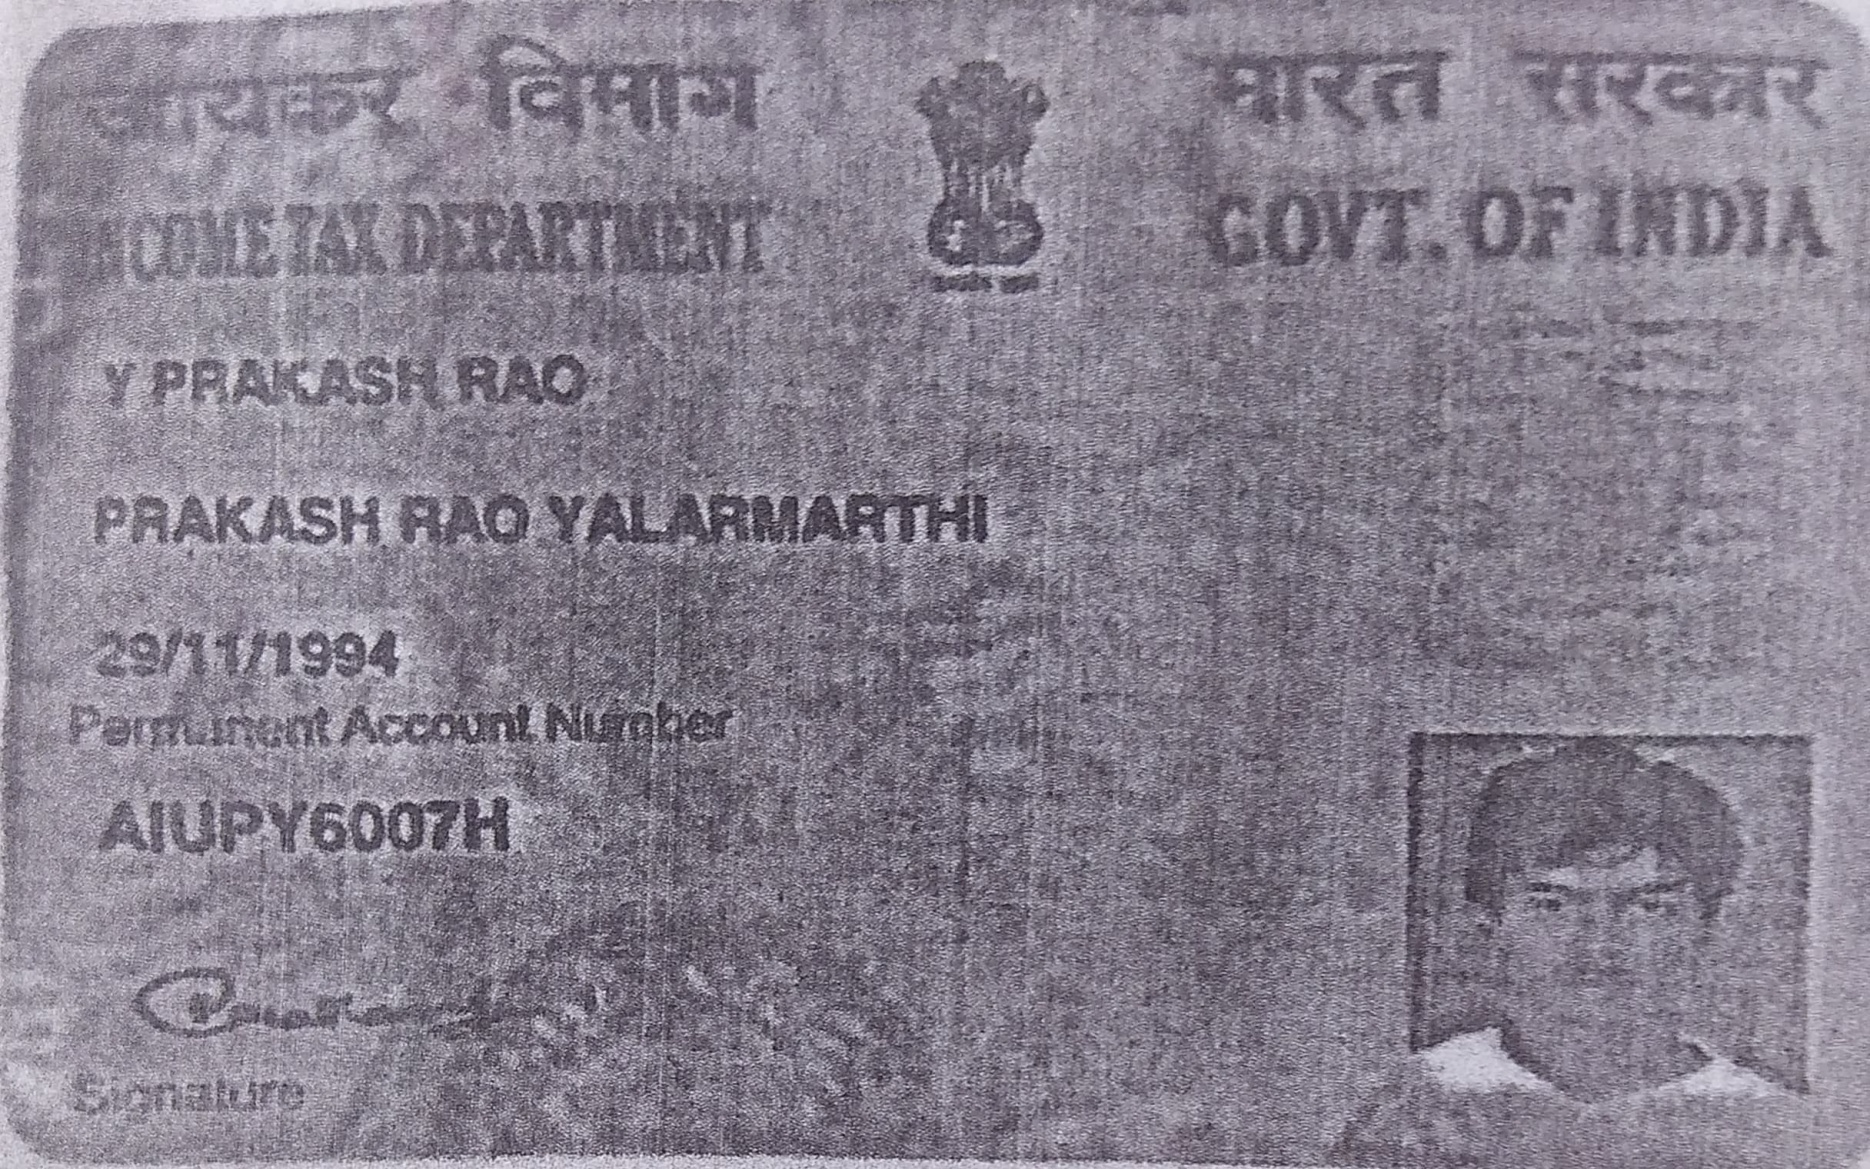 आयकर विभाग
भारत सरकार
INCOME TAX DEPARTMENT
GOVT. OF INDIA
Y PRAKASH RAO
PRAKASH RAO YALARMARTHI
29/11/1994
Permanent Account Number
AIUPY6007H
Signature